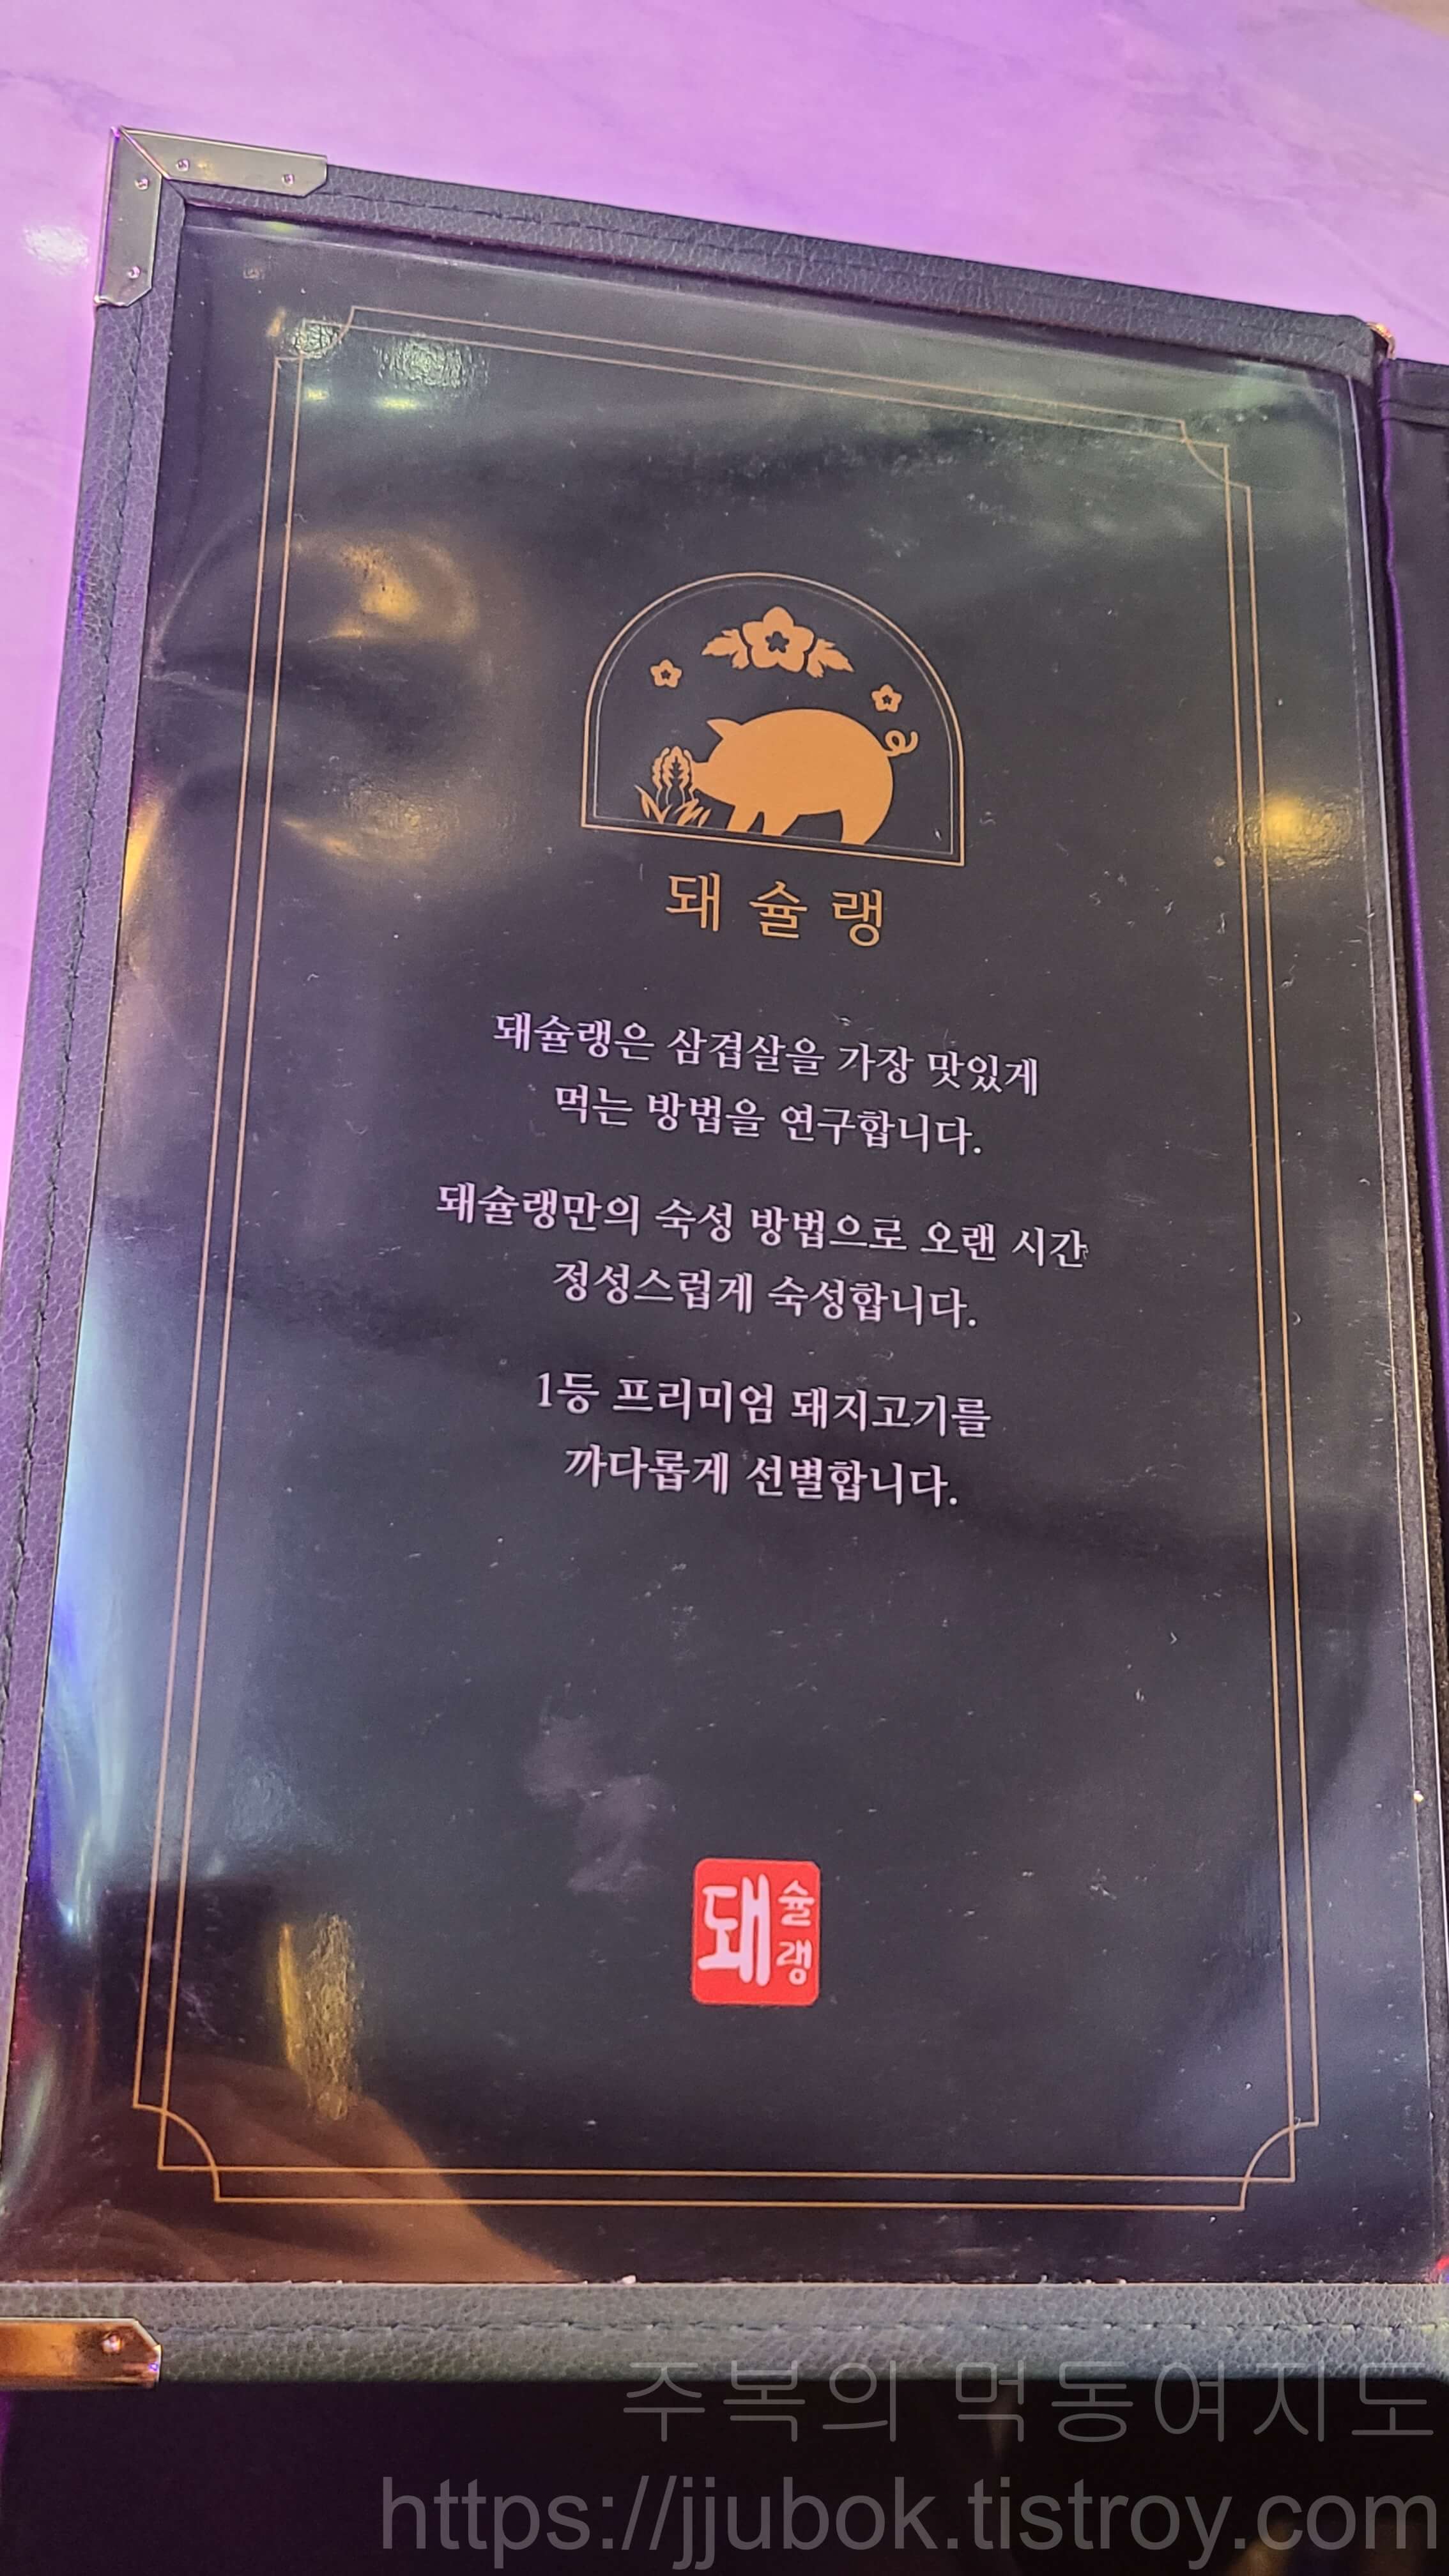 돼슐랭
돼슐랭은 삼겹살을 가장 맛있게
먹는 방법을 연구합니다.
돼슐랭만의 숙성 방법으로 오랜 시간
정성스럽게 숙성합니다.
1등 프리미엄 돼지고기를
까다롭게 선별합니다.
돼슐랭
주복의 먹동여지도
https://jjubok.tistroy.com